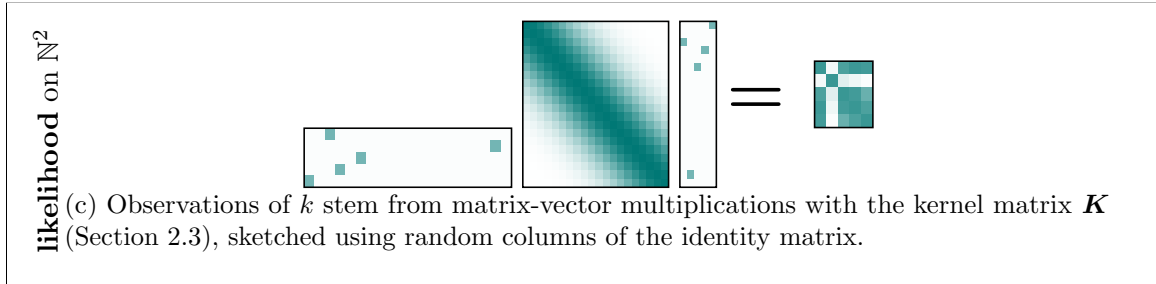 likelihood on ℕ²
=
(c) Observations of k stem from matrix-vector multiplications with the kernel matrix K
(Section 2.3), sketched using random columns of the identity matrix.